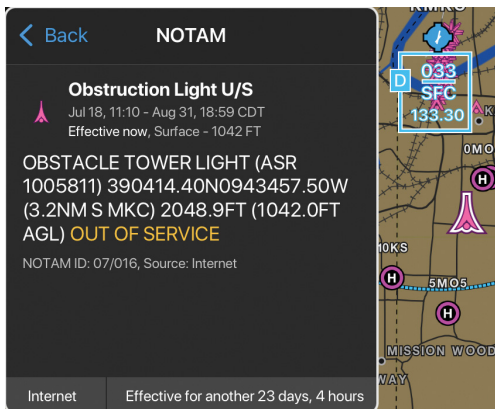 Back
NOTAM
Obstruction Light U/S
Jul 18, 11:10 - Aug 31, 18:59 CDT
Effective now, Surface - 1042 FT
OBSTACLE TOWER LIGHT (ASR
1005811) 390414.40N0943457.50W
(3.2NM S MKC) 2048.9FT (1042.0FT
AGL) OUT OF SERVICE
NOTAM ID: 07/016, Source: Internet
Internet
Effective for another 23 days, 4 hours
D
033
SFC
133.30
K
0MO
H
10KS
H
5MO5
H
MISSION WOOD
WAY